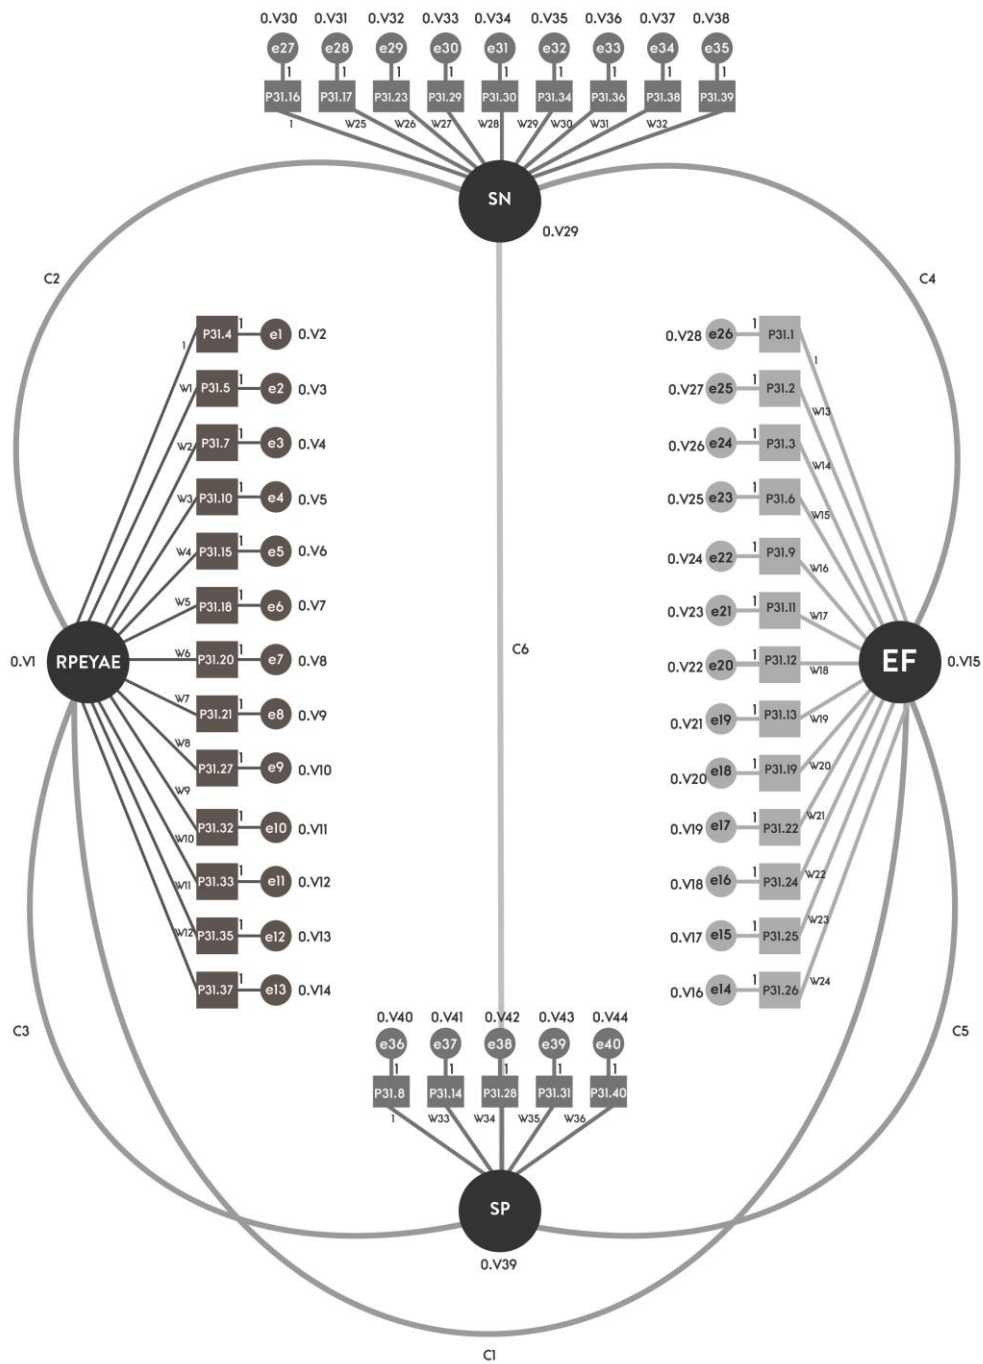 0.V30 0.V31 0.V32 0.V33 0.V34 0.V35 0.V36 0.V37 0.V38
e27 e28 e29 e30 e31 e32 e33 e34 e35
1 1 1 1 1 1 1 1 1
P31.16 P31.17 P31.23 P31.29 P31.30 P31.34 P31.36 P31.38 P31.39
1 W25 W26 W27 W28 W29 W30 W31 W32
SN
0.V29
C2
C4
1 P31.4 1 e1 0.V2
W1 P31.5 1 e2 0.V3
W2 P31.7 1 e3 0.V4
W3 P31.10 1 e4 0.V5
W4 P31.15 1 e5 0.V6
W5 P31.18 1 e6 0.V7
W6 P31.20 1 e7 0.V8
W7 P31.21 1 e8 0.V9
W8 P31.27 1 e9 0.V10
W9 P31.32 1 e10 0.V11
W10 P31.33 1 e11 0.V12
W11 P31.35 1 e12 0.V13
W12 P31.37 1 e13 0.V14
0.V1 RPEYAE
C6
0.V28 e26 1 P31.1 1
0.V27 e25 1 P31.2 W13
0.V26 e24 1 P31.3 W14
0.V25 e23 1 P31.6 W15
0.V24 e22 1 P31.9 W16
0.V23 e21 1 P31.11 W17
0.V22 e20 1 P31.12 W18
0.V21 e19 1 P31.13 W19
0.V20 e18 1 P31.19 W20
0.V19 e17 1 P31.22 W21
0.V18 e16 1 P31.24 W22
0.V17 e15 1 P31.25 W23
0.V16 e14 1 P31.26 W24
EF 0.V15
C3
C5
0.V40 0.V41 0.V42 0.V43 0.V44
e36 e37 e38 e39 e40
1 1 1 1 1
P31.8 P31.14 P31.28 P31.31 P31.40
1 W33 W34 W35 W36
SP
0.V39
C1